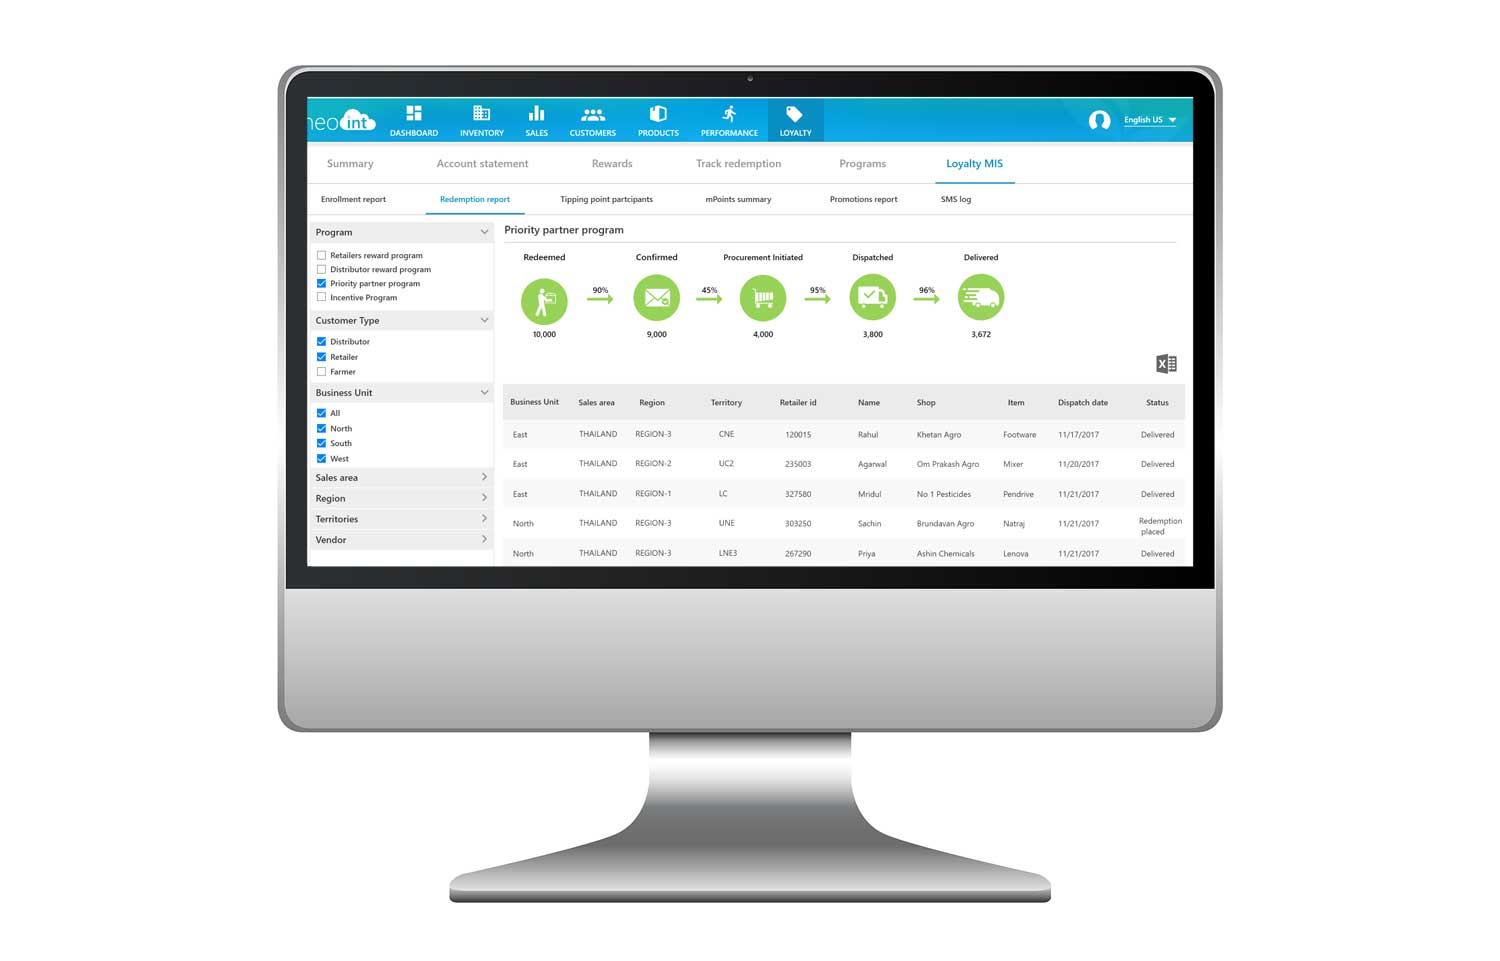 neo int
DASHBOARD INVENTORY SALES CUSTOMERS PRODUCTS PERFORMANCE LOYALTY English US
Summary Account statement Rewards Track redemption Programs Loyalty MIS
Enrollment report Redemption report Tipping point partcipants mPoints summary Promotions report SMS log
Program
Retailers reward program
Distributor reward program
Priority partner program
Incentive Program
Customer Type
Distributor
Retailer
Farmer
Business Unit
All
North
South
West
Sales area
Region
Territories
Vendor
Priority partner program
Redeemed Confirmed Procurement Initiated Dispatched Delivered
90% 45% 95% 96%
10,000 9,000 4,000 3,800 3,672
X
Business Unit Sales area Region Territory Retailer id Name Shop Item Dispatch date Status
East THAILAND REGION-3 CNE 120015 Rahul Khetan Agro Footware 11/17/2017 Delivered
East THAILAND REGION-2 UC2 235003 Agarwal Om Prakash Agro Mixer 11/20/2017 Delivered
East THAILAND REGION-1 LC 327580 Mridul No 1 Pesticides Pendrive 11/21/2017 Delivered
North THAILAND REGION-3 UNE 303250 Sachin Brundavan Agro Natraj 11/21/2017 Redemption
placed
North THAILAND REGION-3 LNE3 267290 Priya Ashin Chemicals Lenova 11/21/2017 Delivered